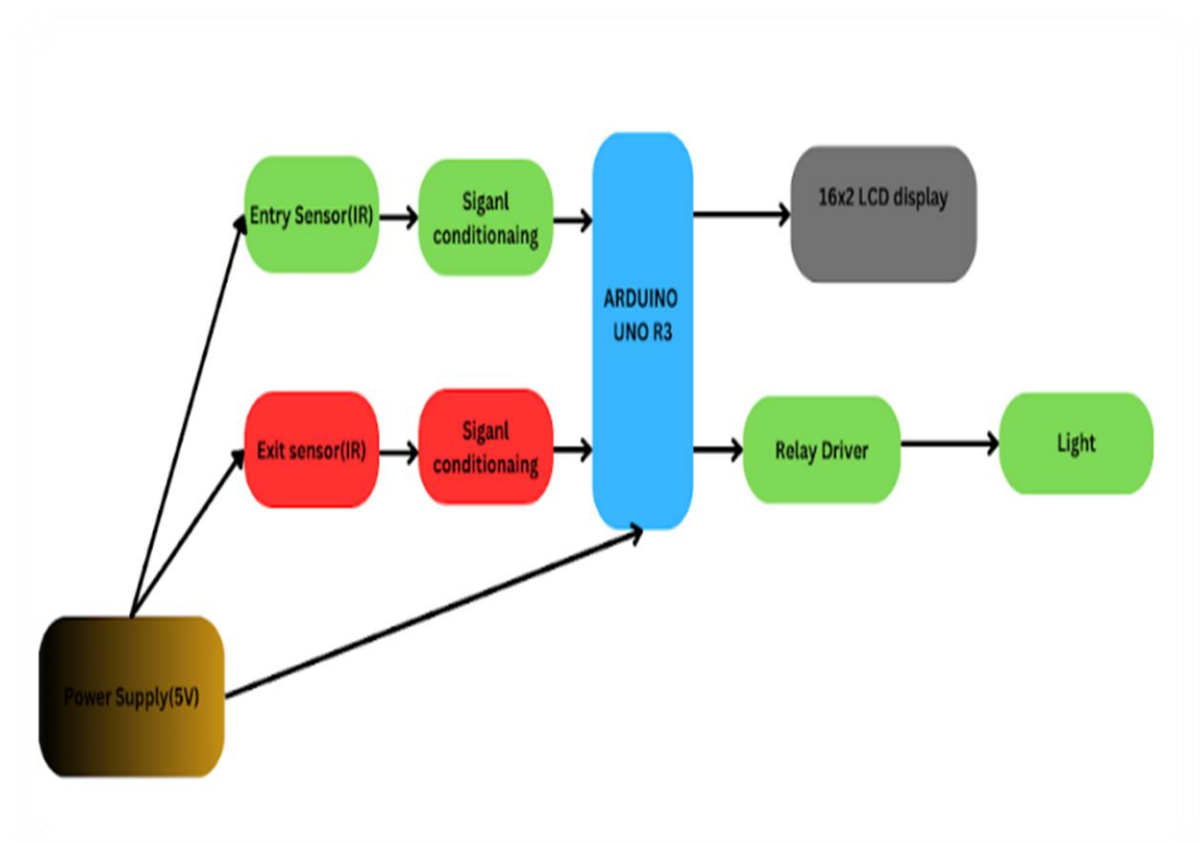 Entry Sensor(IR)
Siganl
conditionaing
ARDUINO
UNO R3
16x2 LCD display
Exit sensor(IR)
Siganl
conditionaing
Relay Driver
Light
Power Supply(5V)